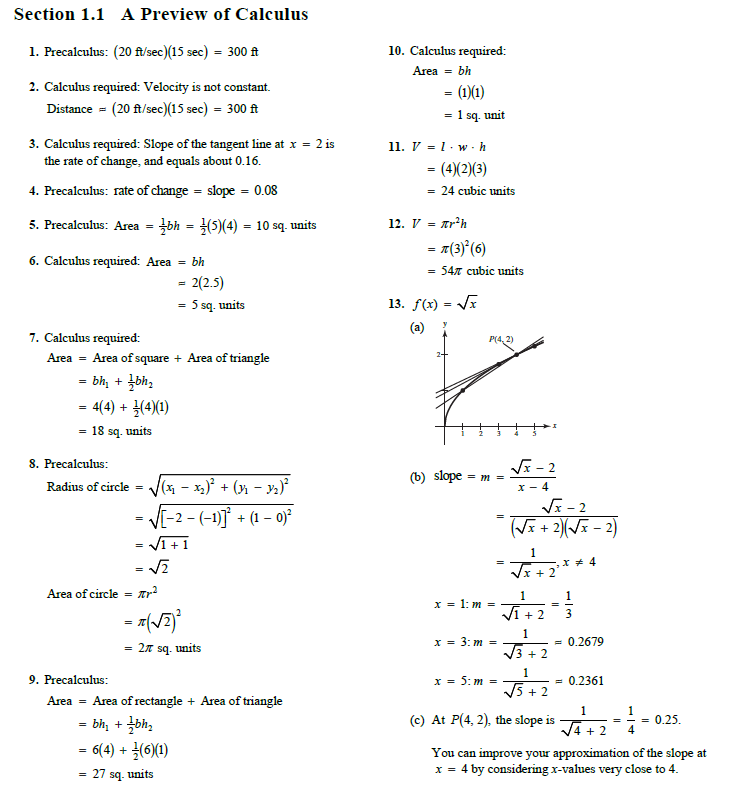 Section 1.1 A Preview of Calculus
1. Precalculus: (20 ft/sec)(15 sec) = 300 ft
2. Calculus required: Velocity is not constant.
Distance ≈ (20 ft/sec)(15 sec) = 300 ft
3. Calculus required: Slope of the tangent line at x = 2 is
the rate of change, and equals about 0.16.
4. Precalculus: rate of change = slope = 0.08
5. Precalculus: Area = ½bh = ½(5)(4) = 10 sq. units
6. Calculus required: Area = bh
≈ 2(2.5)
= 5 sq. units
7. Calculus required:
Area = Area of square + Area of triangle
= bh₁ + ½bh₂
≈ 4(4) + ½(4)(1)
= 18 sq. units
8. Precalculus:
Radius of circle = √((x₁ − x₂)² + (y₁ − y₂)²)
= √([−2 − (−1)]² + (1 − 0)²)
= √(1 + 1)
= √2
Area of circle = πr²
= π(√2)²
= 2π sq. units
9. Precalculus:
Area = Area of rectangle + Area of triangle
= bh₁ + ½bh₂
= 6(4) + ½(6)(1)
= 27 sq. units
10. Calculus required:
Area = bh
≈ (1)(1)
= 1 sq. unit
11. V = l · w · h
= (4)(2)(3)
= 24 cubic units
12. V = πr²h
= π(3)²(6)
= 54π cubic units
13. f(x) = √x
(a)
y
P(4, 2)
2
1 2 3 4 5
x
(b) slope = m = (√x − 2)/(x − 4)
= (√x − 2)/((√x + 2)(√x − 2))
= 1/(√x + 2), x ≠ 4
x = 1: m = 1/(√1 + 2) = 1/3
x = 3: m = 1/(√3 + 2) ≈ 0.2679
x = 5: m = 1/(√5 + 2) ≈ 0.2361
(c) At P(4, 2), the slope is 1/(√4 + 2) = 1/4 = 0.25.
You can improve your approximation of the slope at
x = 4 by considering x-values very close to 4.